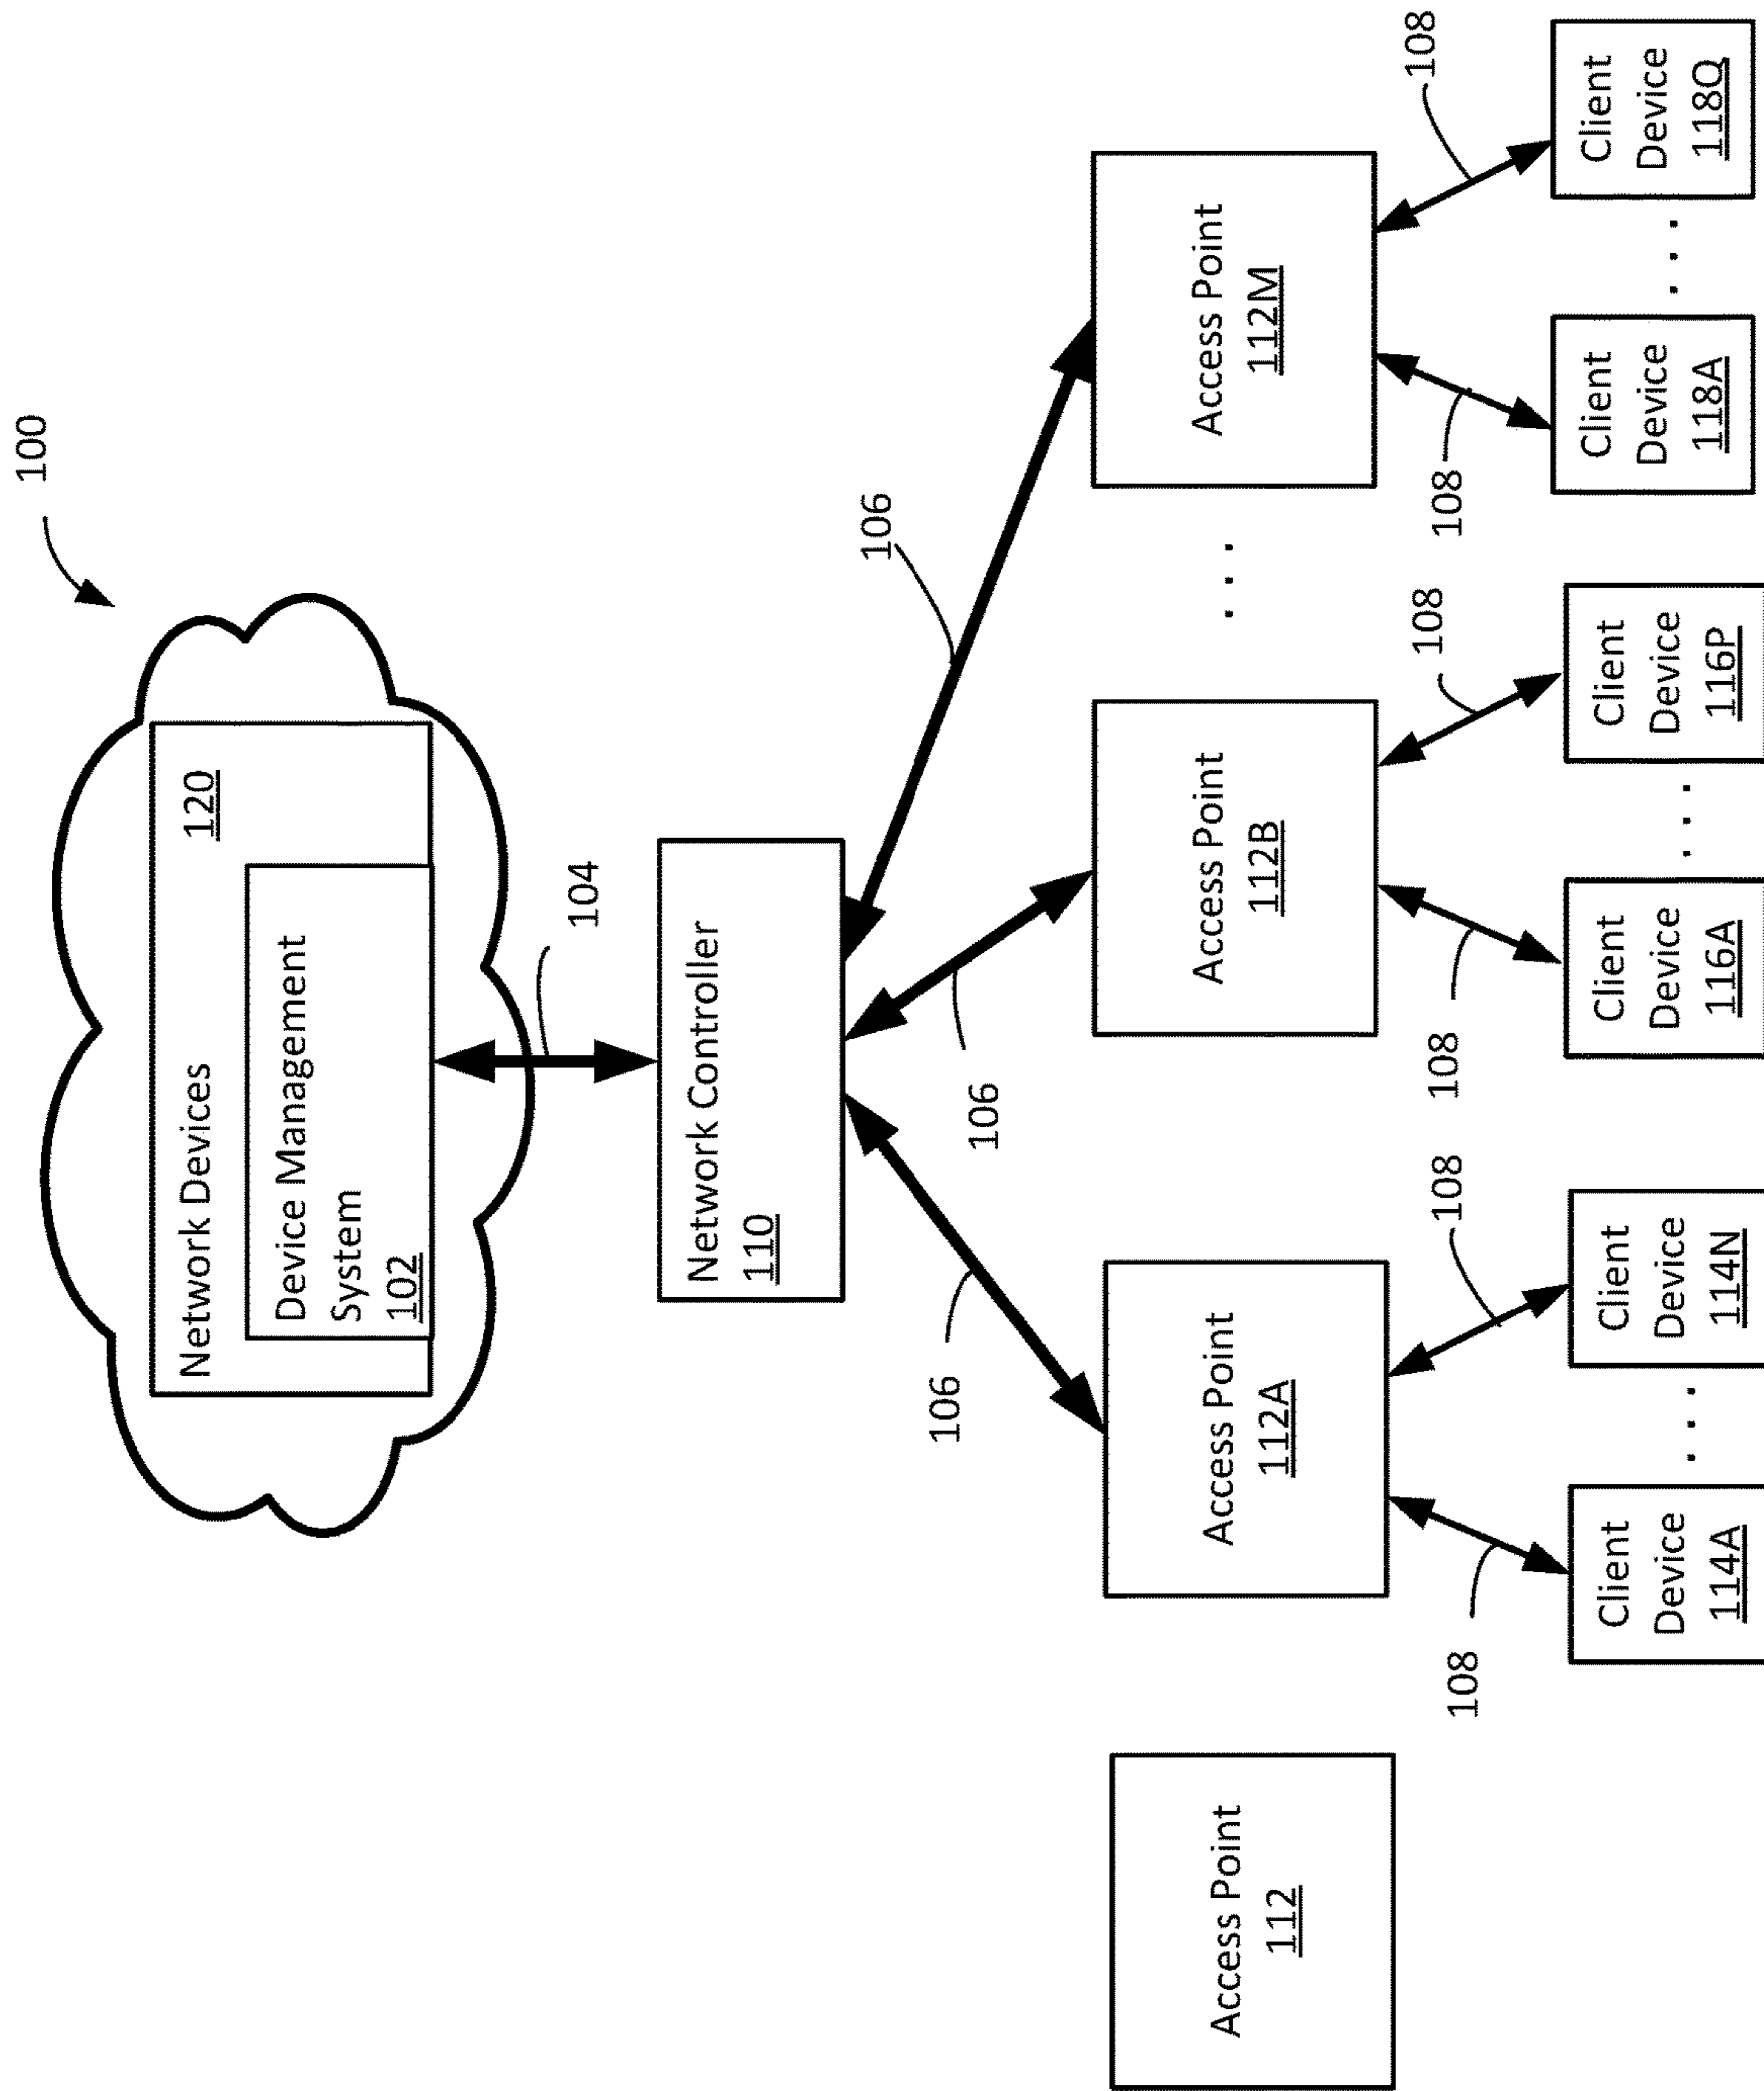 100
Network Devices
120
Device Management
System
102
104
Network Controller
110
106
106
106
Access Point
112
Access Point
112A
Access Point
112B
. . .
Access Point
112M
108
108
108
108
108
108
Client
Device
114A
. . .
Client
Device
114N
Client
Device
116A
. . .
Client
Device
116P
Client
Device
118A
. . .
Client
Device
118Q